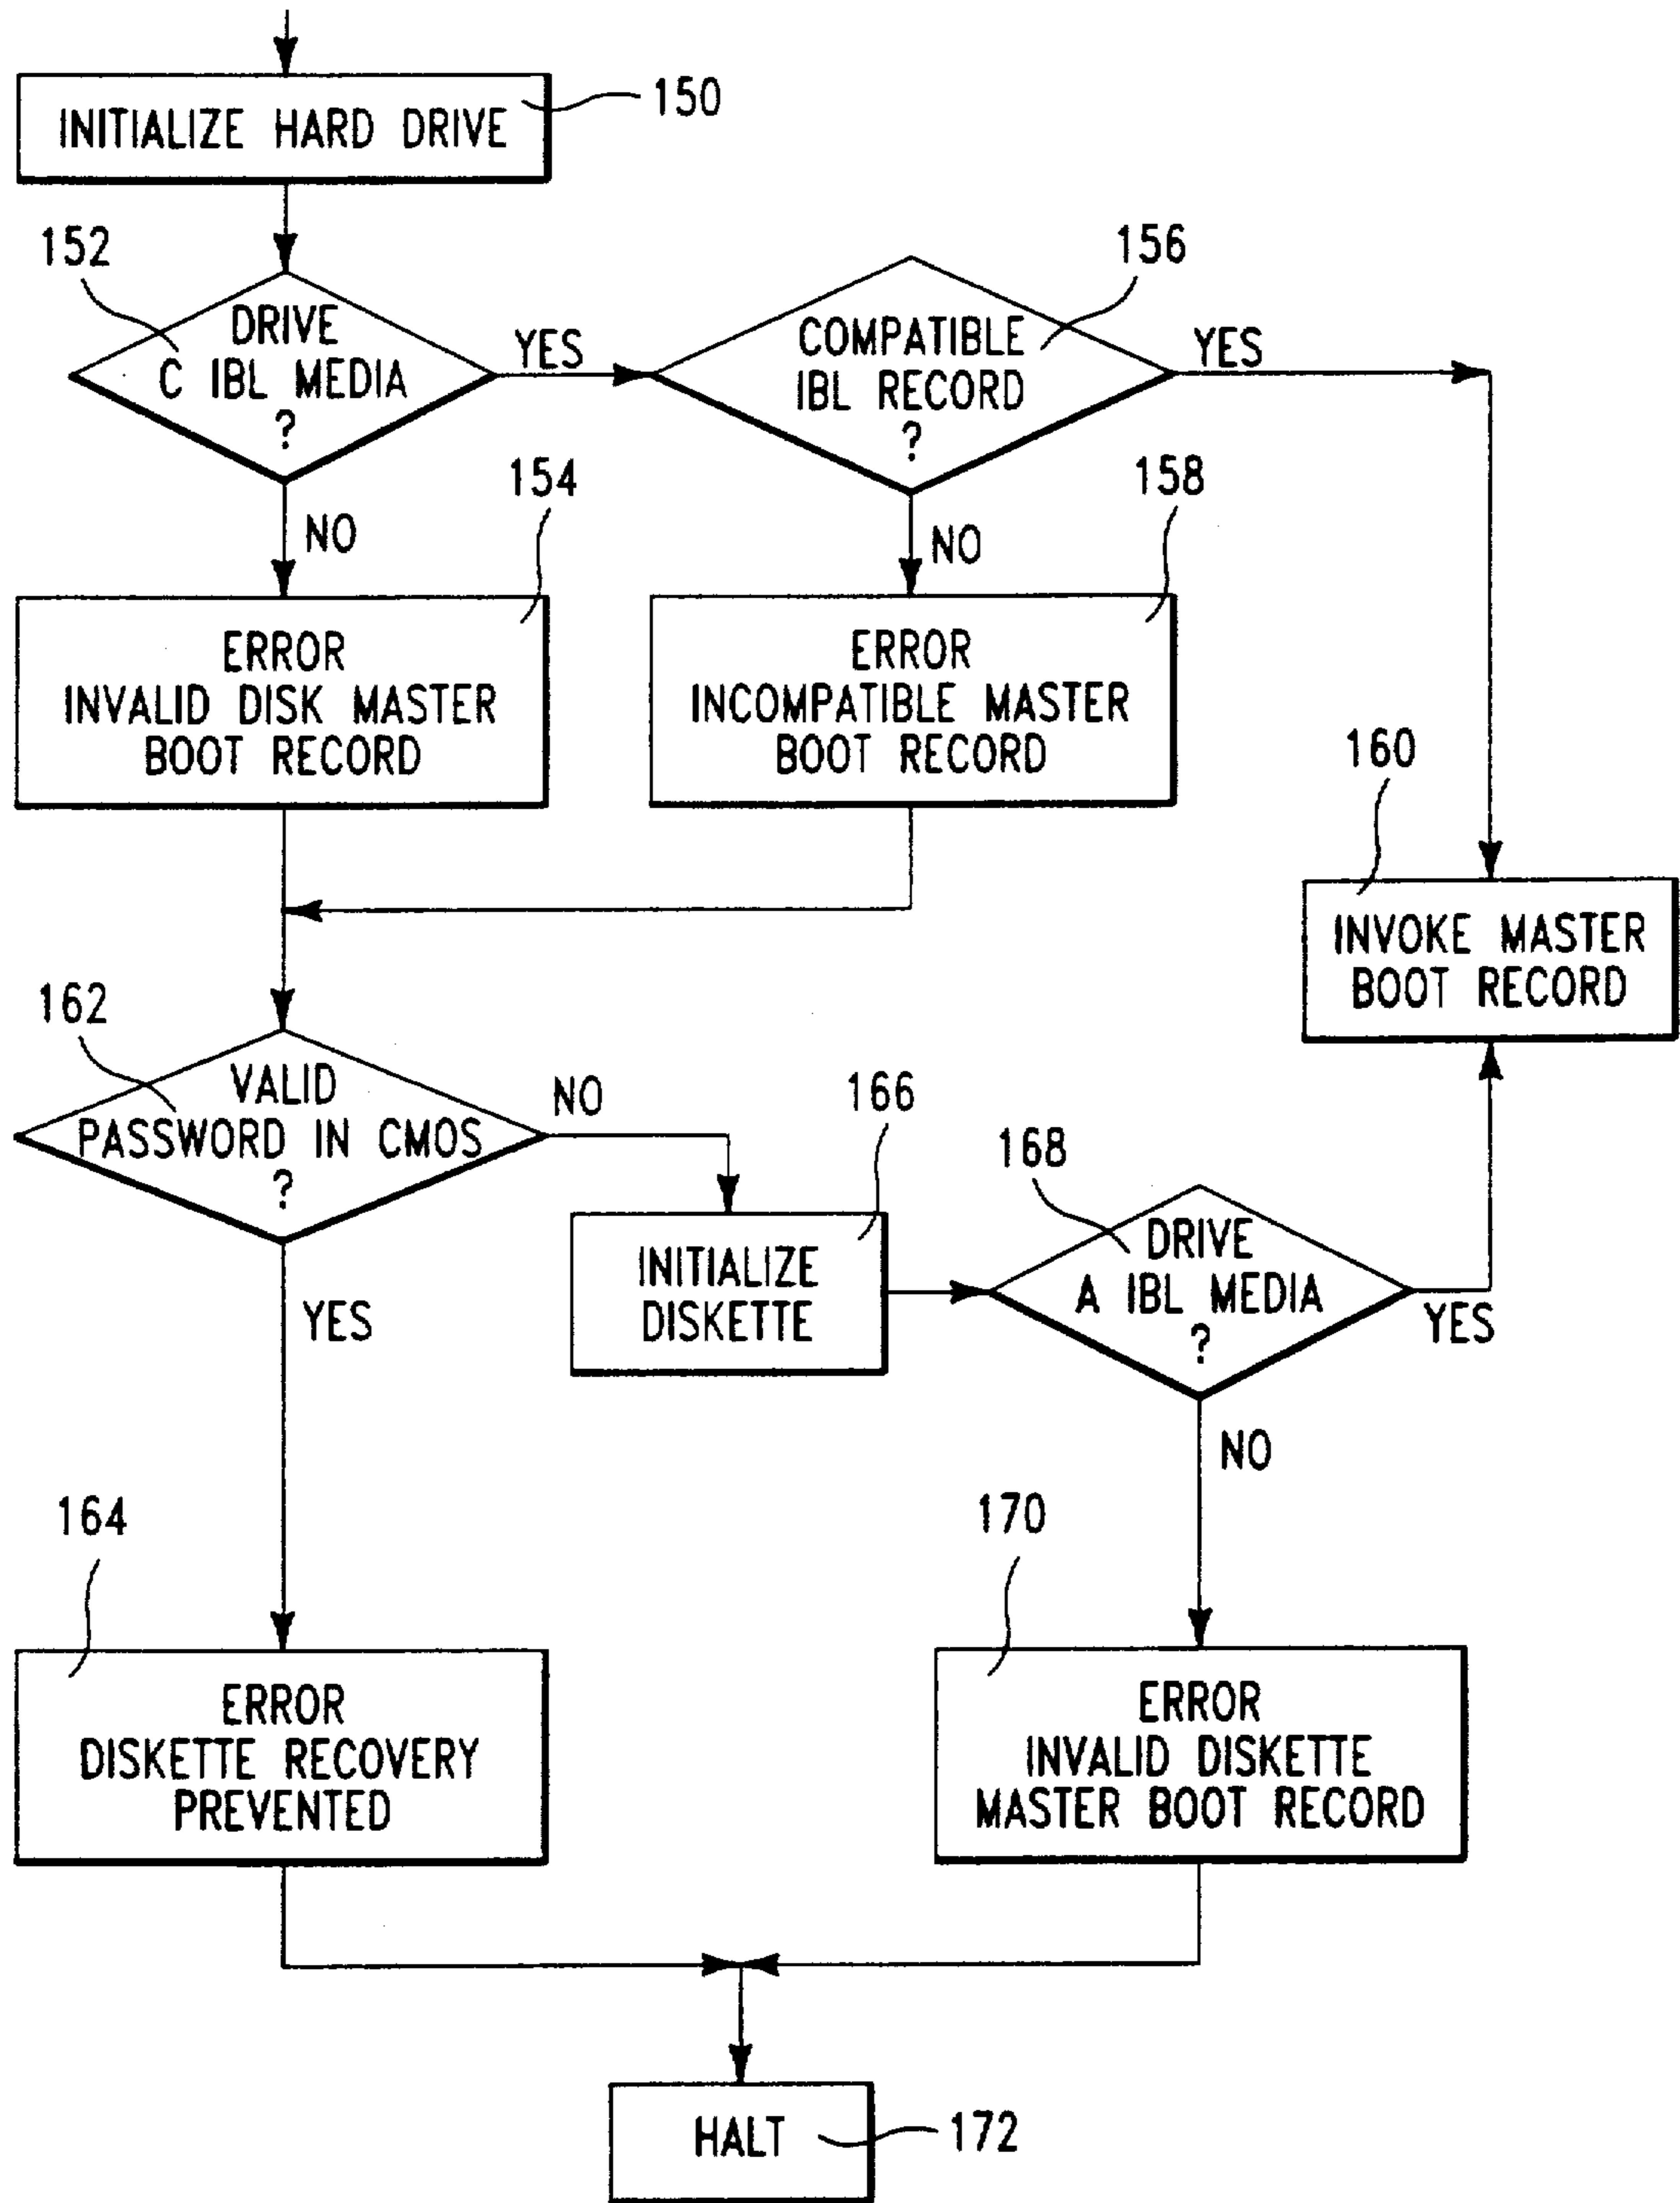 INITIALIZE HARD DRIVE
150
152
DRIVE
C IBL MEDIA
?
YES
NO
156
COMPATIBLE
IBL RECORD
?
YES
NO
154
ERROR
INVALID DISK MASTER
BOOT RECORD
158
ERROR
INCOMPATIBLE MASTER
BOOT RECORD
160
INVOKE MASTER
BOOT RECORD
162
VALID
PASSWORD IN CMOS
?
NO
YES
166
INITIALIZE
DISKETTE
168
DRIVE
A IBL MEDIA
?
YES
NO
164
ERROR
DISKETTE RECOVERY
PREVENTED
170
ERROR
INVALID DISKETTE
MASTER BOOT RECORD
HALT
172